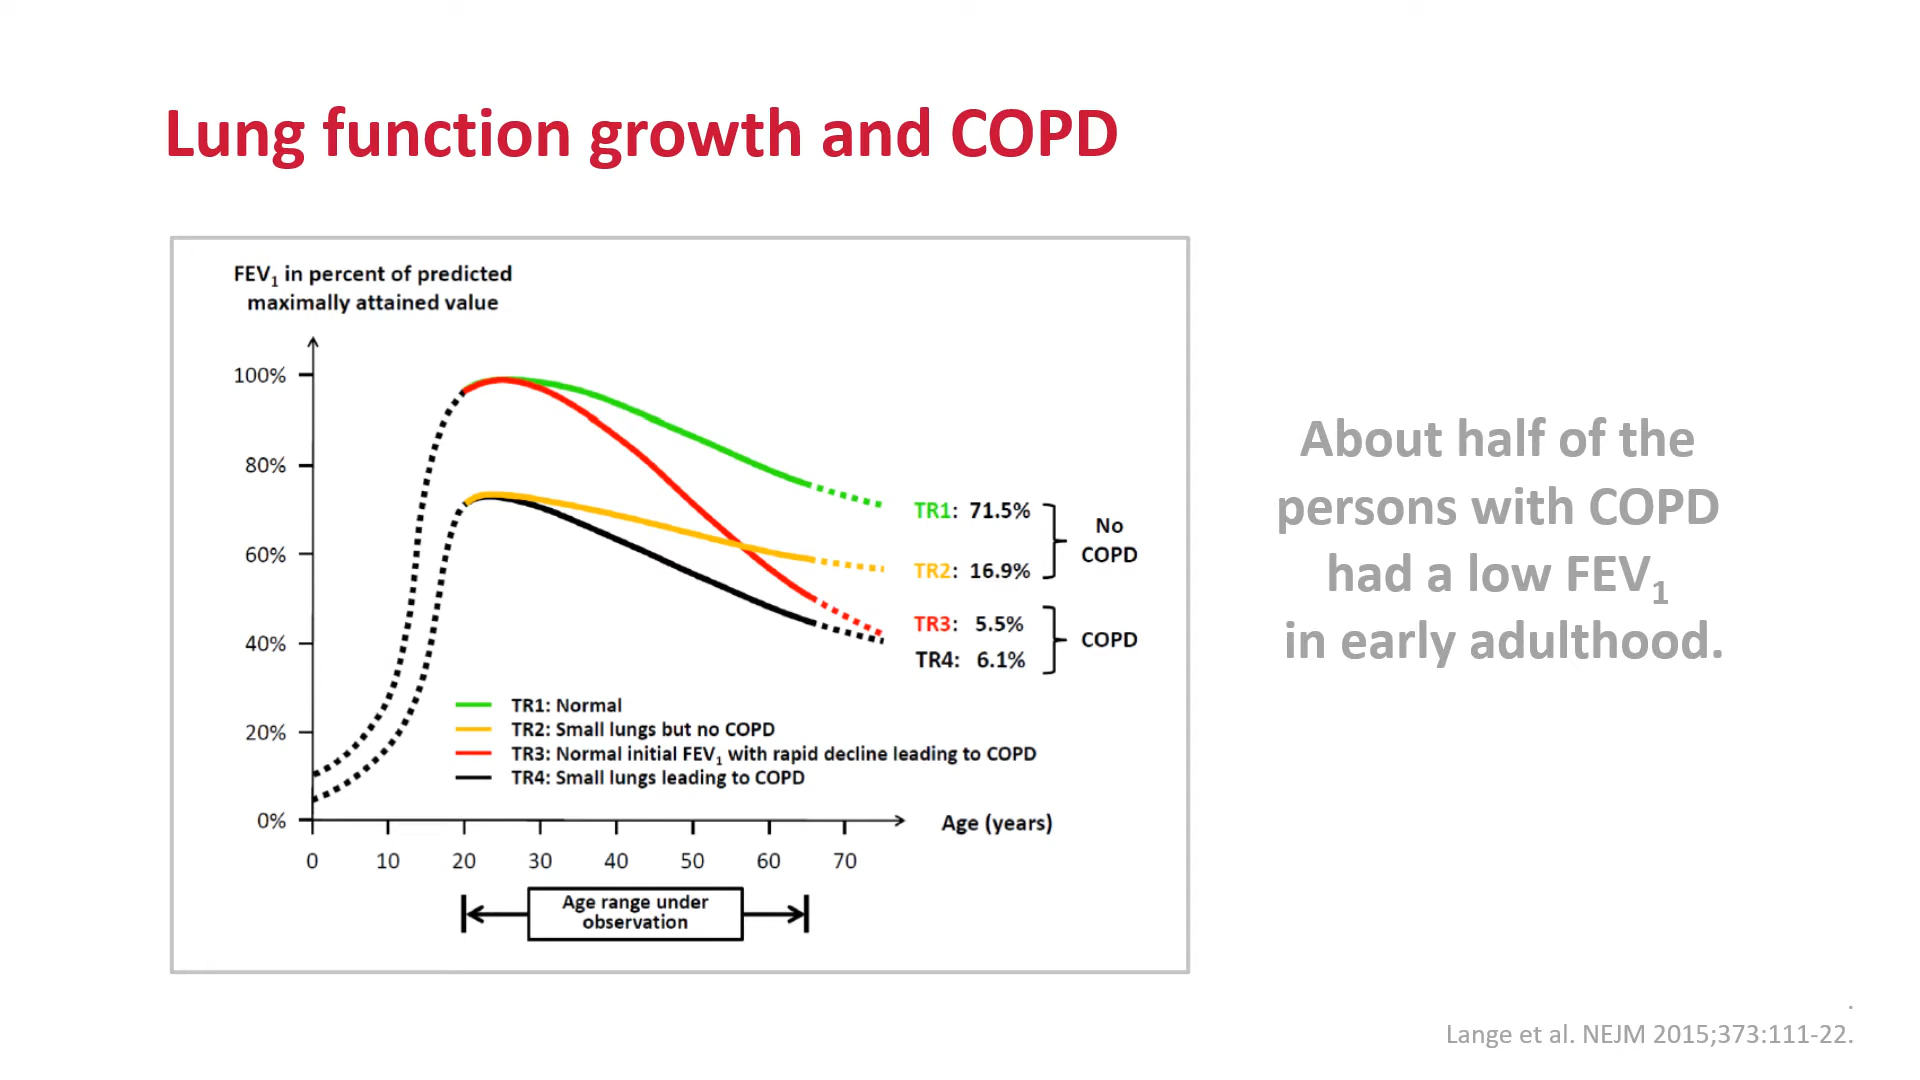 Lung function growth and COPD
FEV₁ in percent of predicted
maximally attained value
100%
80%
60%
40%
20%
0%
TR1: 71.5%
TR2: 16.9%
No
COPD
TR3: 5.5%
TR4: 6.1%
COPD
TR1: Normal
TR2: Small lungs but no COPD
TR3: Normal initial FEV₁ with rapid decline leading to COPD
TR4: Small lungs leading to COPD
Age (years)
0 10 20 30 40 50 60 70
Age range under
observation
About half of the
persons with COPD
had a low FEV₁
in early adulthood.
.
Lange et al. NEJM 2015;373:111-22.